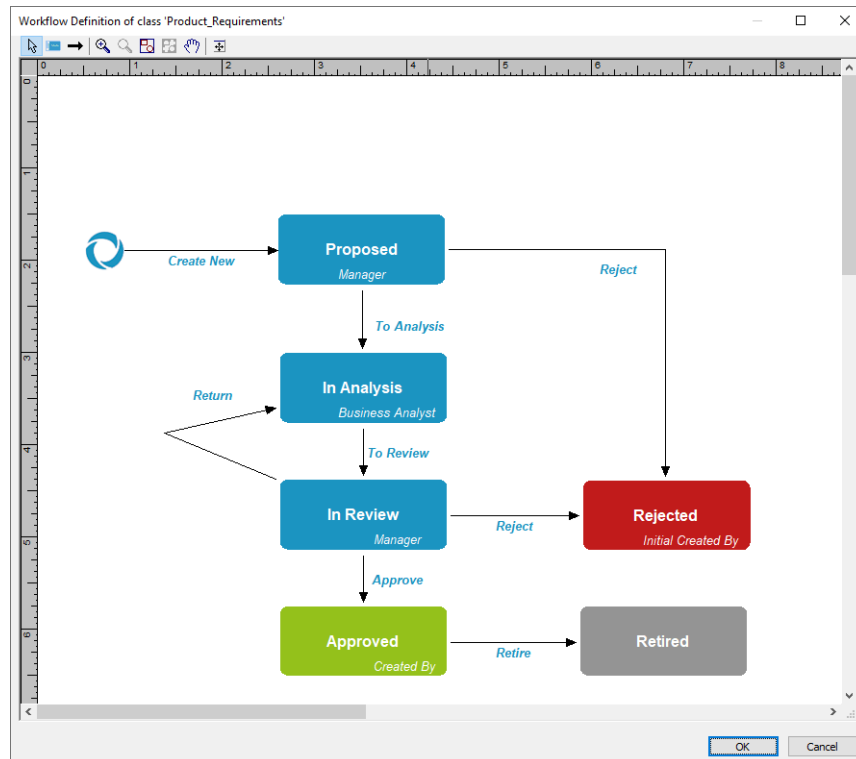 Workflow Definition of class 'Product_Requirements'
0 1 2 3 4 5 6 7 8
0
1
2
3
4
5
6
Proposed
Manager
Create New
Reject
To Analysis
In Analysis
Business Analyst
Return
To Review
In Review
Manager
Reject
Rejected
Initial Created By
Approve
Approved
Created By
Retire
Retired
OK Cancel